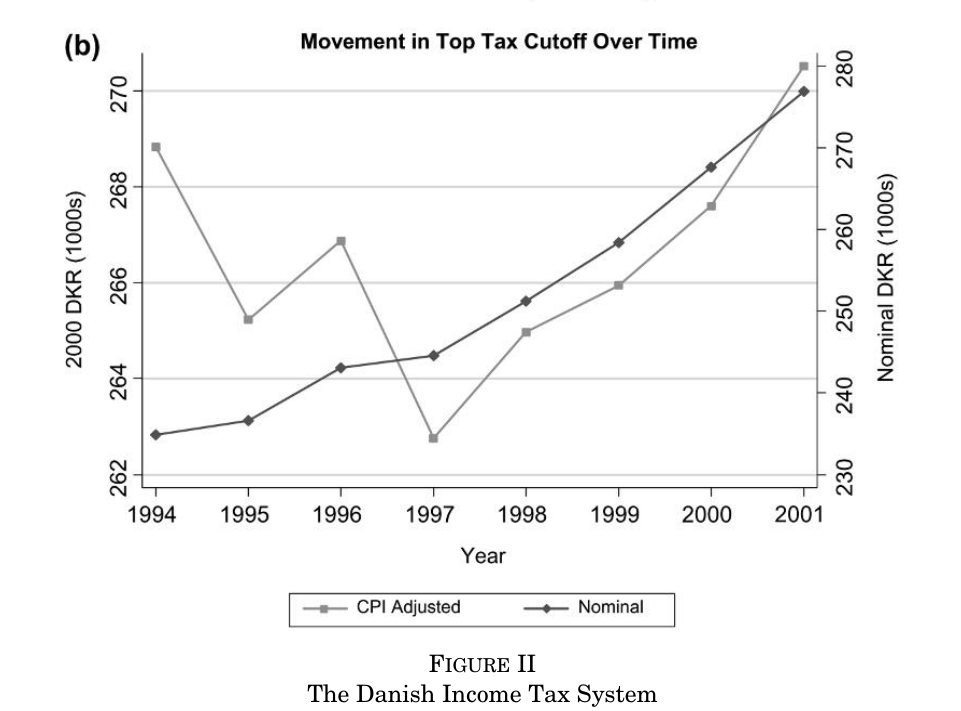 (b)
Movement in Top Tax Cutoff Over Time
2000 DKR (1000s)
270
268
266
264
262
280
270
260
250
240
230
Nominal DKR (1000s)
1994 1995 1996 1997 1998 1999 2000 2001
Year
CPI Adjusted Nominal
FIGURE II
The Danish Income Tax System